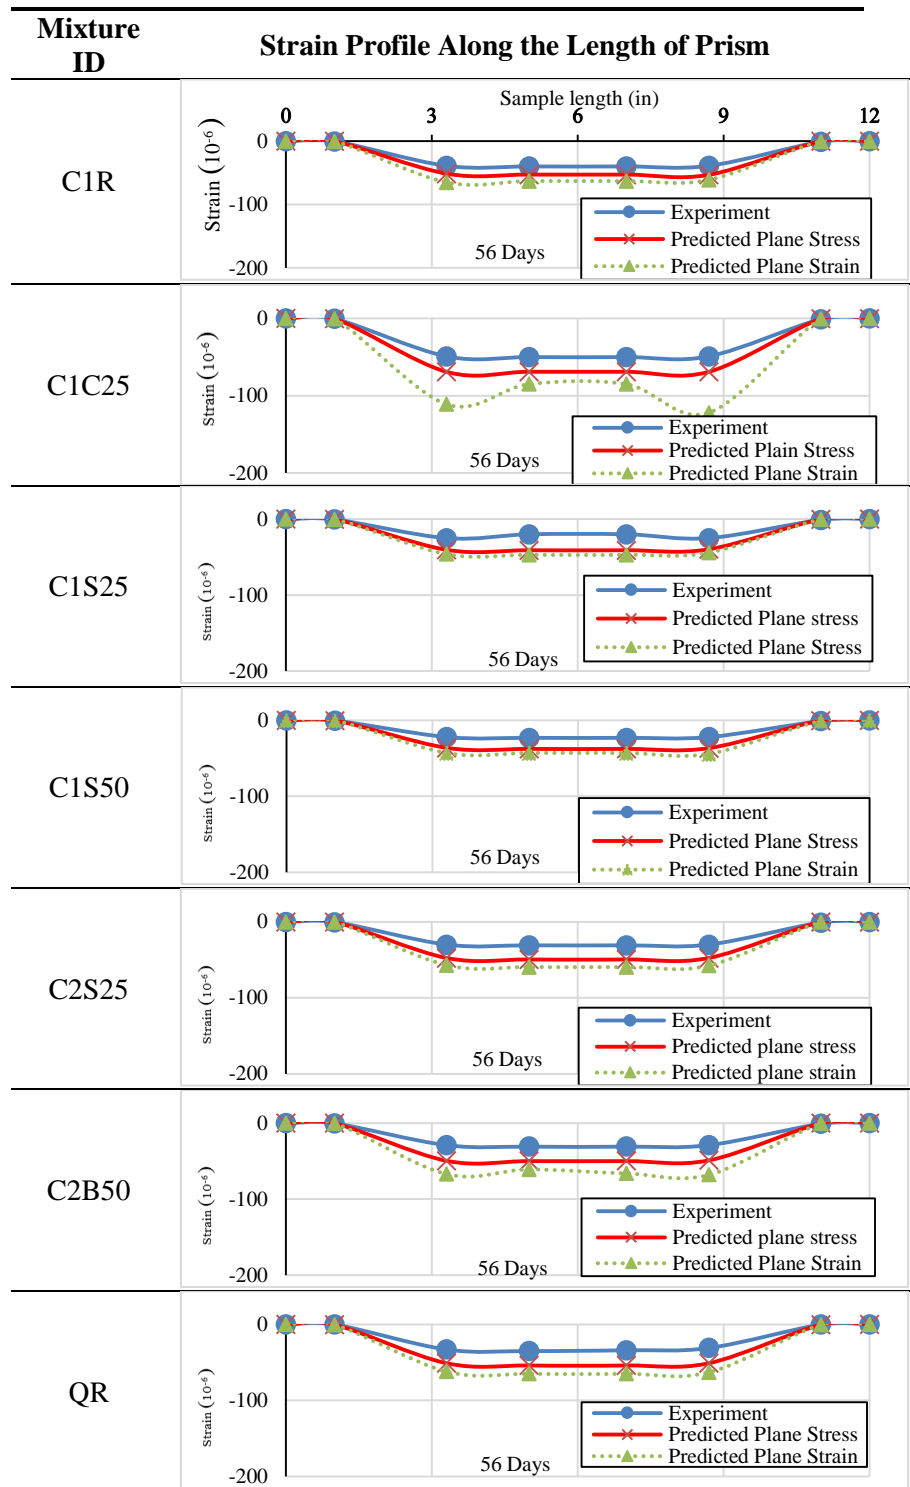 Mixture ID
Strain Profile Along the Length of Prism
C1R
Sample length (in)
0 3 6 9 12
Strain (10⁻⁶)
0
-100
-200
56 Days
Experiment
Predicted Plane Stress
Predicted Plane Strain
C1C25
Strain (10⁻⁶)
0
-100
-200
56 Days
Experiment
Predicted Plain Stress
Predicted Plane Strain
C1S25
Strain (10⁻⁶)
0
-100
-200
56 Days
Experiment
Predicted Plane stress
Predicted Plane Stress
C1S50
Strain (10⁻⁶)
0
-100
-200
56 Days
Experiment
Predicted Plane Stress
Predicted Plane Strain
C2S25
Strain (10⁻⁶)
0
-100
-200
56 Days
Experiment
Predicted plane stress
Predicted plane strain
C2B50
Strain (10⁻⁶)
0
-100
-200
56 Days
Experiment
Predicted plane stress
Predicted Plane Strain
QR
Strain (10⁻⁶)
0
-100
-200
56 Days
Experiment
Predicted Plane Stress
Predicted Plane Strain